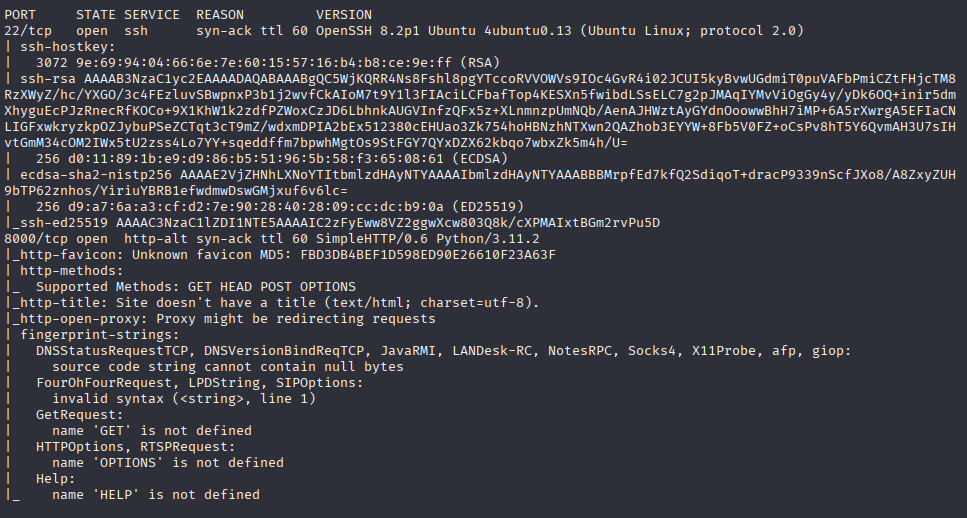 PORT     STATE SERVICE  REASON         VERSION
22/tcp   open  ssh      syn-ack ttl 60 OpenSSH 8.2p1 Ubuntu 4ubuntu0.13 (Ubuntu Linux; protocol 2.0)
| ssh-hostkey:
|   3072 9e:69:94:04:66:6e:7e:60:15:57:16:b4:b8:ce:9e:ff (RSA)
| ssh-rsa AAAAB3NzaC1yc2EAAAADAQABAAABgQC5WjKQRR4Ns8Fshl8pgYTccoRVVOWVs9IOc4GvR4i02JCUI5kyBvwUGdmiT0puVAFbPmiCZtFHjcTM8
RzXWyZ/hc/YXGO/3c4FEzluvSBwpnxP3b1j2wvfCkAIoM7t9Y1l3FIAciLCFbafTop4KESXn5fwibdLSsELC7g2pJMAqIYMvViOgGy4y/yDk6OQ+inir5dm
XhyguEcPJzRnecRfKOCo+9X1KhW1k2zdfPZWoxCzJD6LbhnkAUGVInfzQFx5z+XLnmnzpUmNQb/AenAJHWztAyGYdnOoowwBhH7iMP+6A5rXwrgA5EFIaCN
LIGFxwkryzkpOZJybuPSeZCTqt3cT9mZ/wdxmDPIA2bEx512380cEHUao3Zk754hoHBNzhNTXwn2QAZhob3EYYW+8Fb5V0FZ+oCsPv8hT5Y6QvmAH3U7sIH
vtGmM34cOM2IWx5tU2zss4Lo7YY+sqeddffm7bpwhMgtOs9StFGY7QYxDZX62kbqo7wbxZk5m4h/U=
|   256 d0:11:89:1b:e9:d9:86:b5:51:96:5b:58:f3:65:08:61 (ECDSA)
| ecdsa-sha2-nistp256 AAAAE2VjZHNhLXNoYTItbmlzdHAyNTYAAAAIbmlzdHAyNTYAAABBBMrpfEd7kfQ2SdiqoT+dracP9339nScfJXo8/A8ZxyZUH
9bTP62znhos/YiriuYBRB1efwdmwDswGMjxuf6v6lc=
|   256 d9:a7:6a:a3:cf:d2:7e:90:28:40:28:09:cc:dc:b9:0a (ED25519)
|_ssh-ed25519 AAAAC3NzaC1lZDI1NTE5AAAAIC2zFyEww8VZ2ggwXcw803Q8k/cXPMAIxtBGm2rvPu5D
8000/tcp open  http-alt syn-ack ttl 60 SimpleHTTP/0.6 Python/3.11.2
|_http-favicon: Unknown favicon MD5: FBD3DB4BEF1D598ED90E26610F23A63F
| http-methods:
|_  Supported Methods: GET HEAD POST OPTIONS
|_http-title: Site doesn't have a title (text/html; charset=utf-8).
|_http-open-proxy: Proxy might be redirecting requests
| fingerprint-strings:
|   DNSStatusRequestTCP, DNSVersionBindReqTCP, JavaRMI, LANDesk-RC, NotesRPC, Socks4, X11Probe, afp, giop:
|     source code string cannot contain null bytes
|   FourOhFourRequest, LPDString, SIPOptions:
|     invalid syntax (<string>, line 1)
|   GetRequest:
|     name 'GET' is not defined
|   HTTPOptions, RTSPRequest:
|     name 'OPTIONS' is not defined
|   Help:
|_    name 'HELP' is not defined